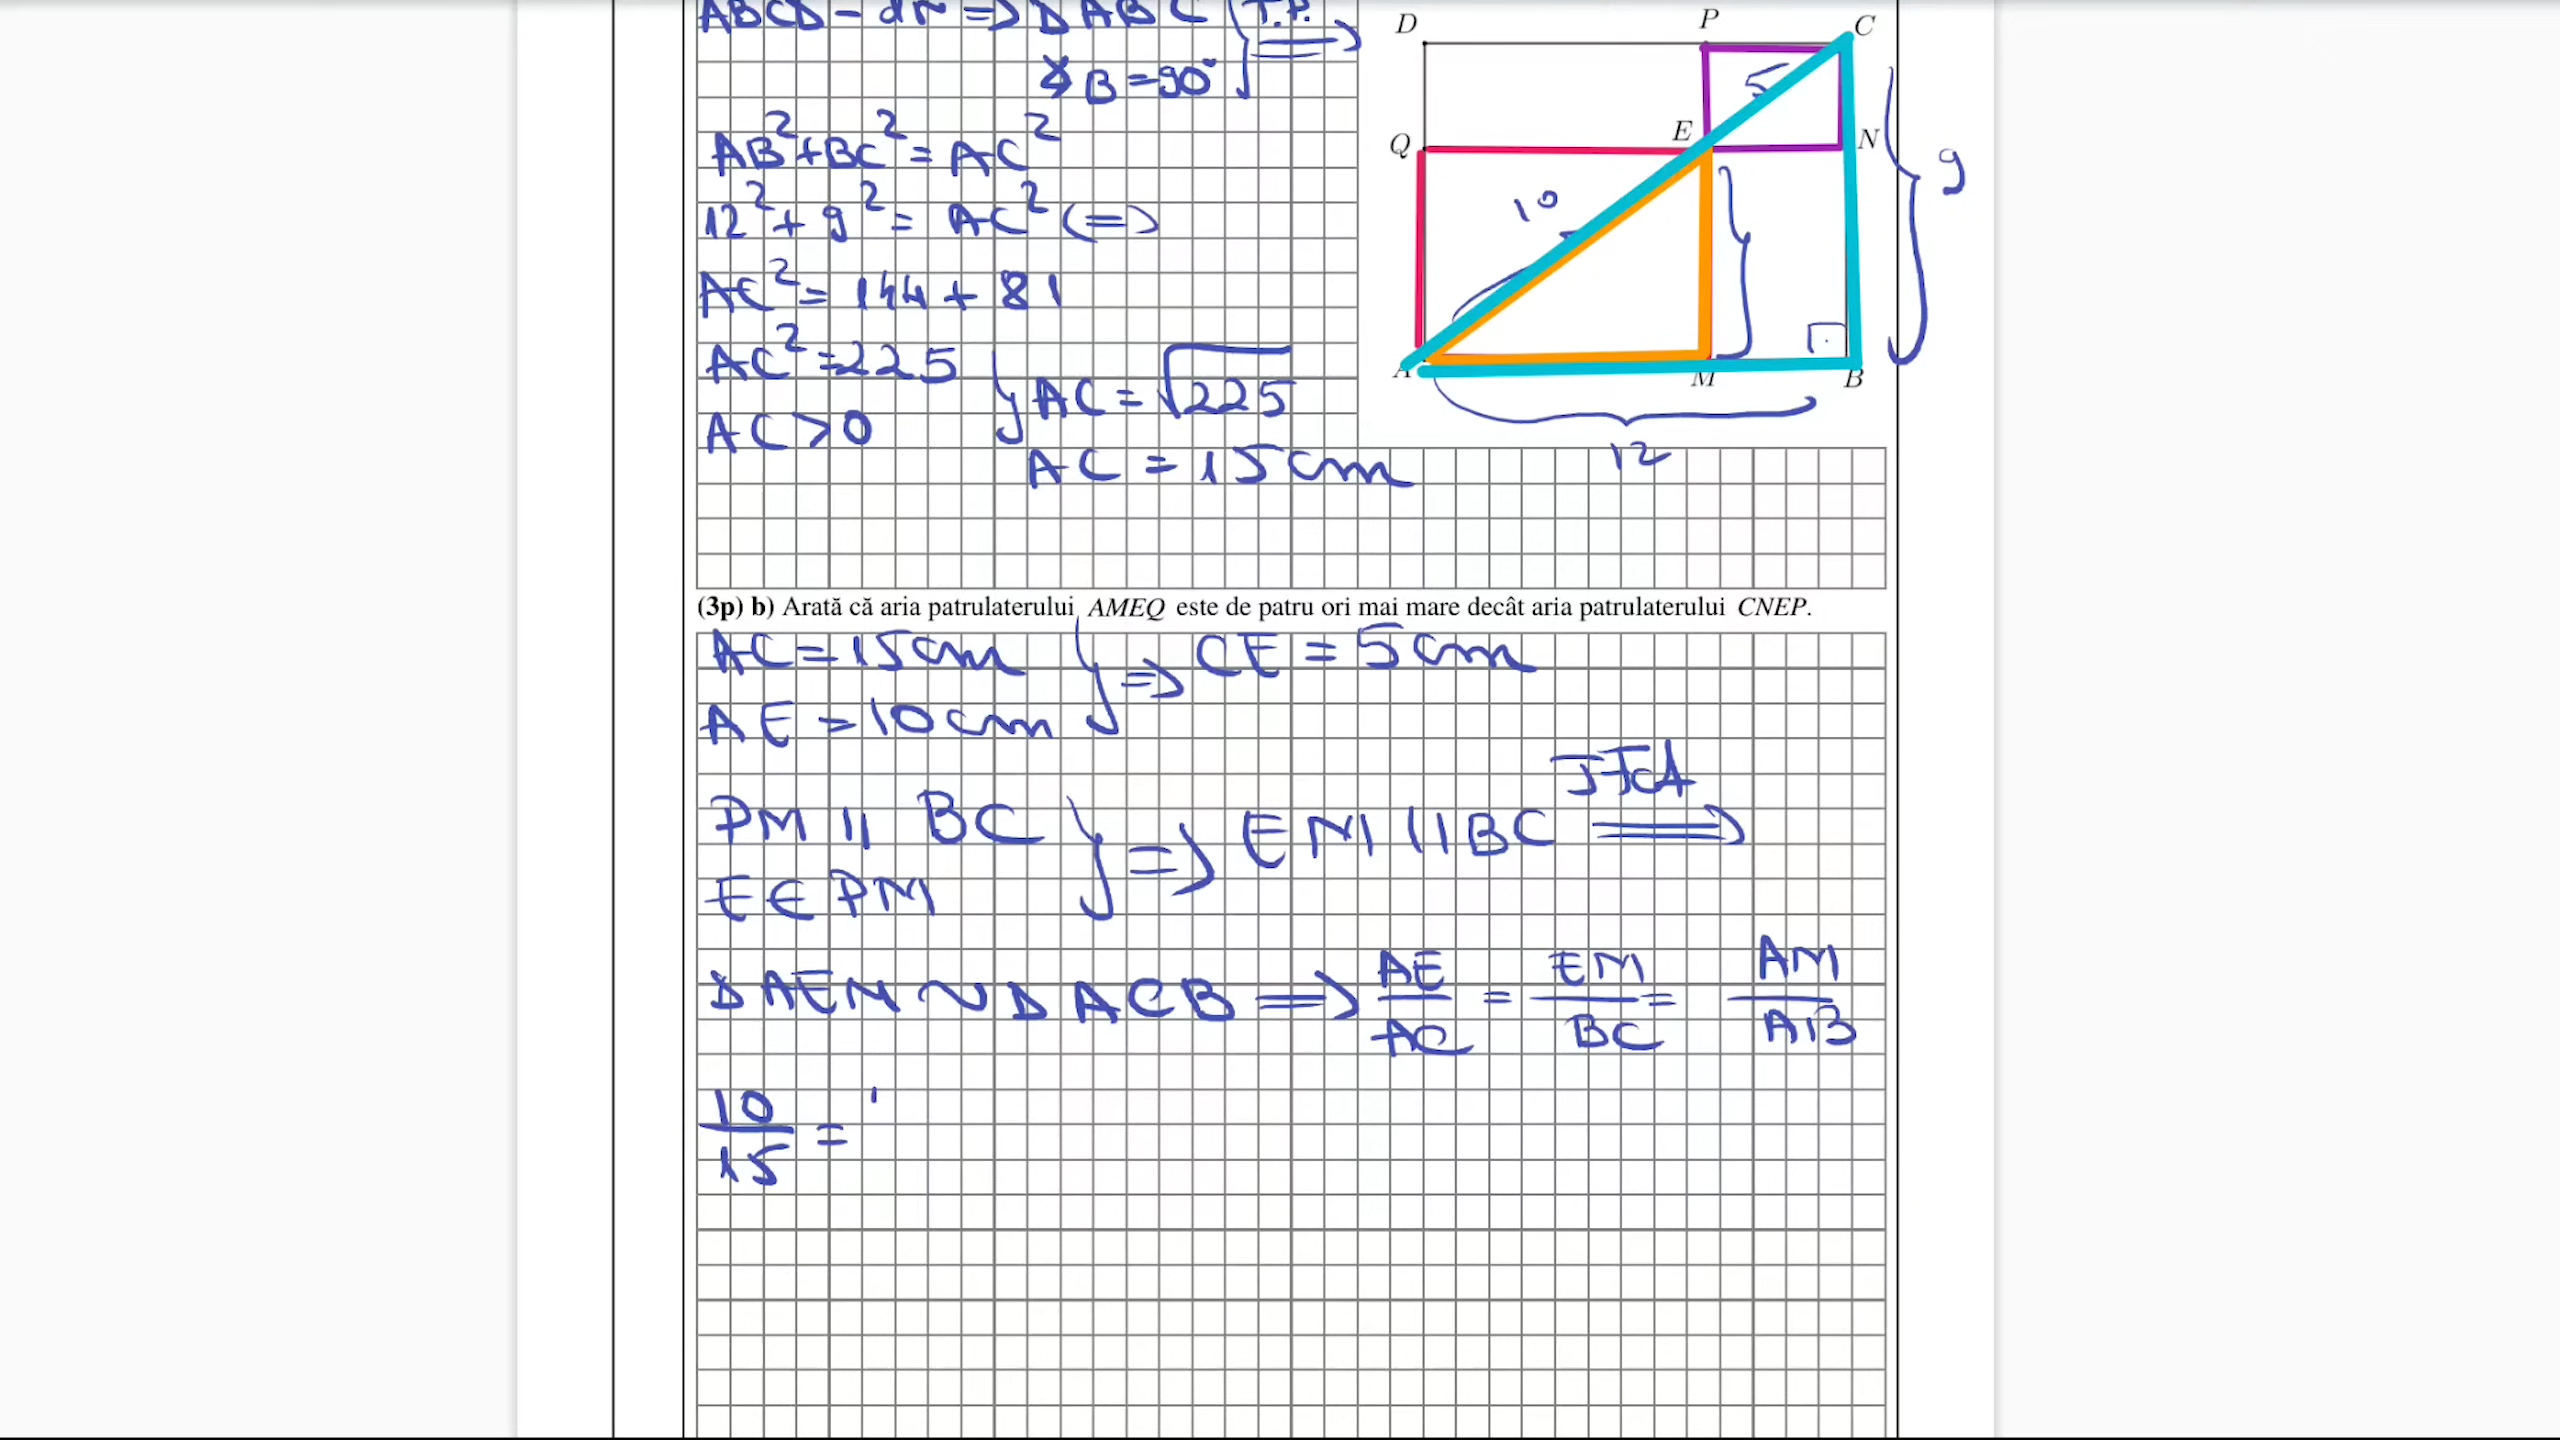 ABCD - dr => Δ ABC } T.P. =>
∢ B = 90°
AB² + BC² = AC²
12² + 9² = AC² (=>
AC² = 144 + 81
AC² = 225
AC > 0
} AC = √225
AC = 15 cm
D P C
5
Q E N
9
10
A M B
12
(3p) b) Arată că aria patrulaterului AMEQ este de patru ori mai mare decât aria patrulaterului CNEP.
AC = 15 cm } => CE = 5 cm
AE = 10 cm
PM || BC } => EM || BC =>
E ∈ PM
Δ AEM ~ Δ ACB => AE/AC = EM/BC = AM/AB
10/15 =